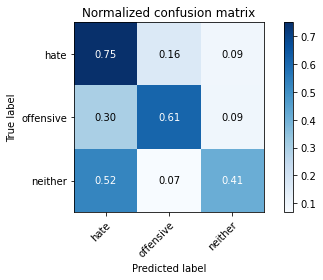 Normalized confusion matrix
hate 0.75 0.16 0.09
offensive 0.30 0.61 0.09
neither 0.52 0.07 0.41
hate offensive neither
True label
Predicted label
0.7
0.6
0.5
0.4
0.3
0.2
0.1